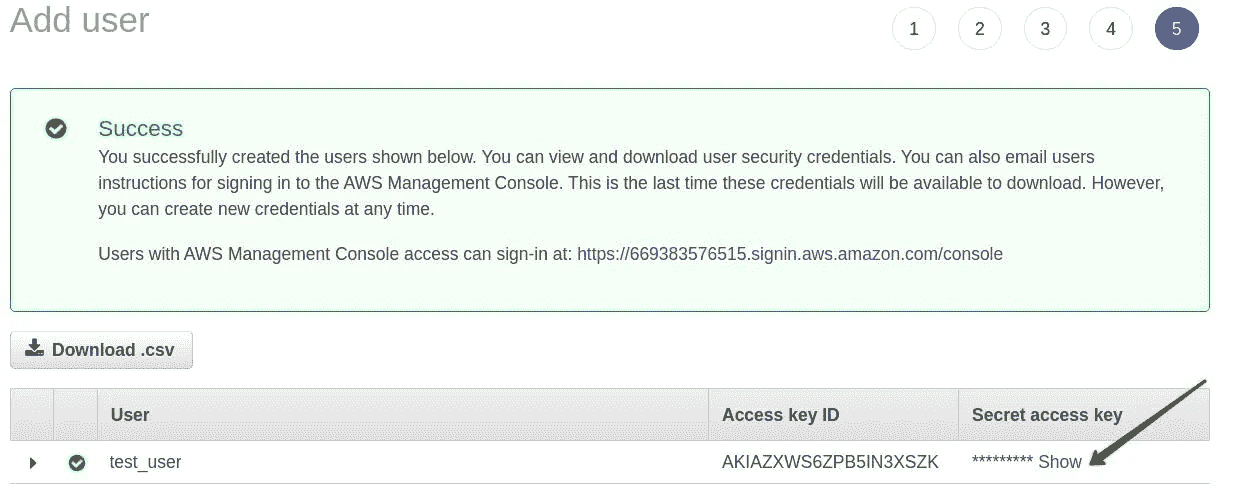 Add user
1 2 3 4 5
Success
You successfully created the users shown below. You can view and download user security credentials. You can also email users
instructions for signing in to the AWS Management Console. This is the last time these credentials will be available to download. However,
you can create new credentials at any time.
Users with AWS Management Console access can sign-in at: https://669383576515.signin.aws.amazon.com/console
Download .csv
User Access key ID Secret access key
test_user AKIAZXWS6ZPB5IN3XSZK ********* Show